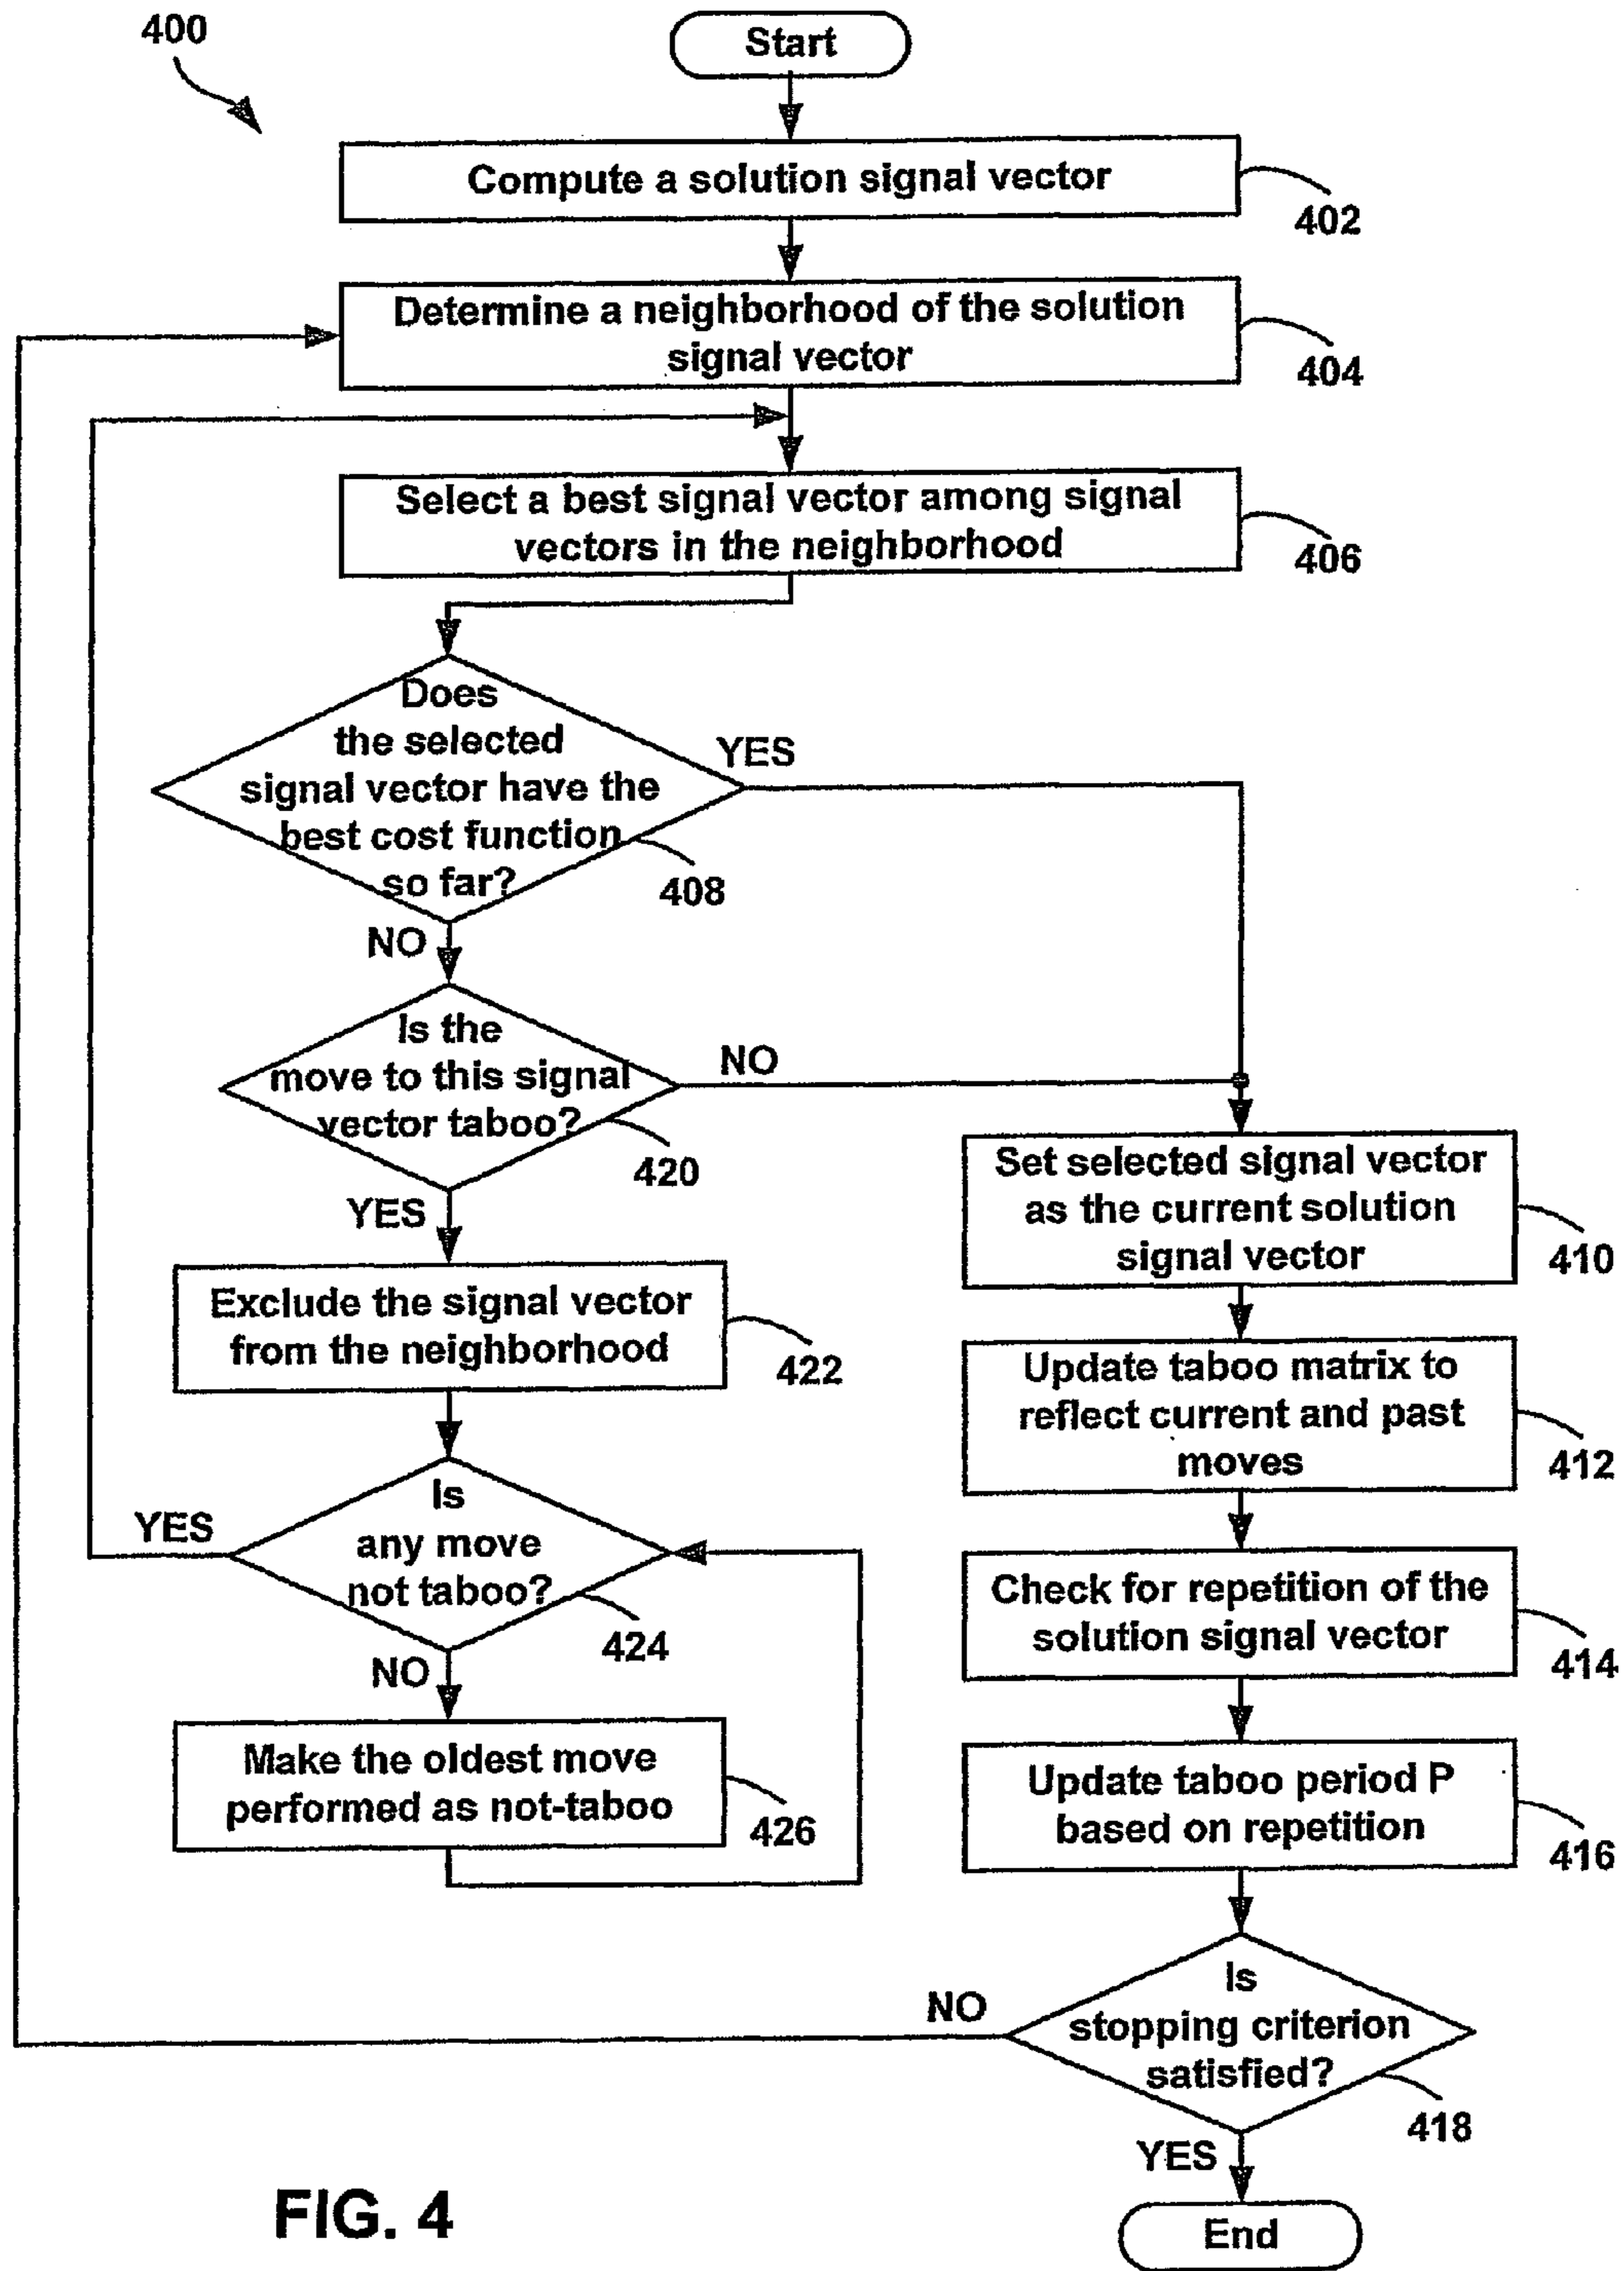 400
Start
Compute a solution signal vector
402
Determine a neighborhood of the solution
signal vector
404
Select a best signal vector among signal
vectors in the neighborhood
406
Does
the selected
signal vector have the
best cost function
so far?
408
YES
NO
Is the
move to this signal
vector taboo?
420
NO
YES
Set selected signal vector
as the current solution
signal vector
410
Exclude the signal vector
from the neighborhood
422
Update taboo matrix to
reflect current and past
moves
412
Is
any move
not taboo?
424
YES
NO
Check for repetition of the
solution signal vector
414
Make the oldest move
performed as not-taboo
426
Update taboo period P
based on repetition
416
Is
stopping criterion
satisfied?
418
NO
YES
End
FIG. 4